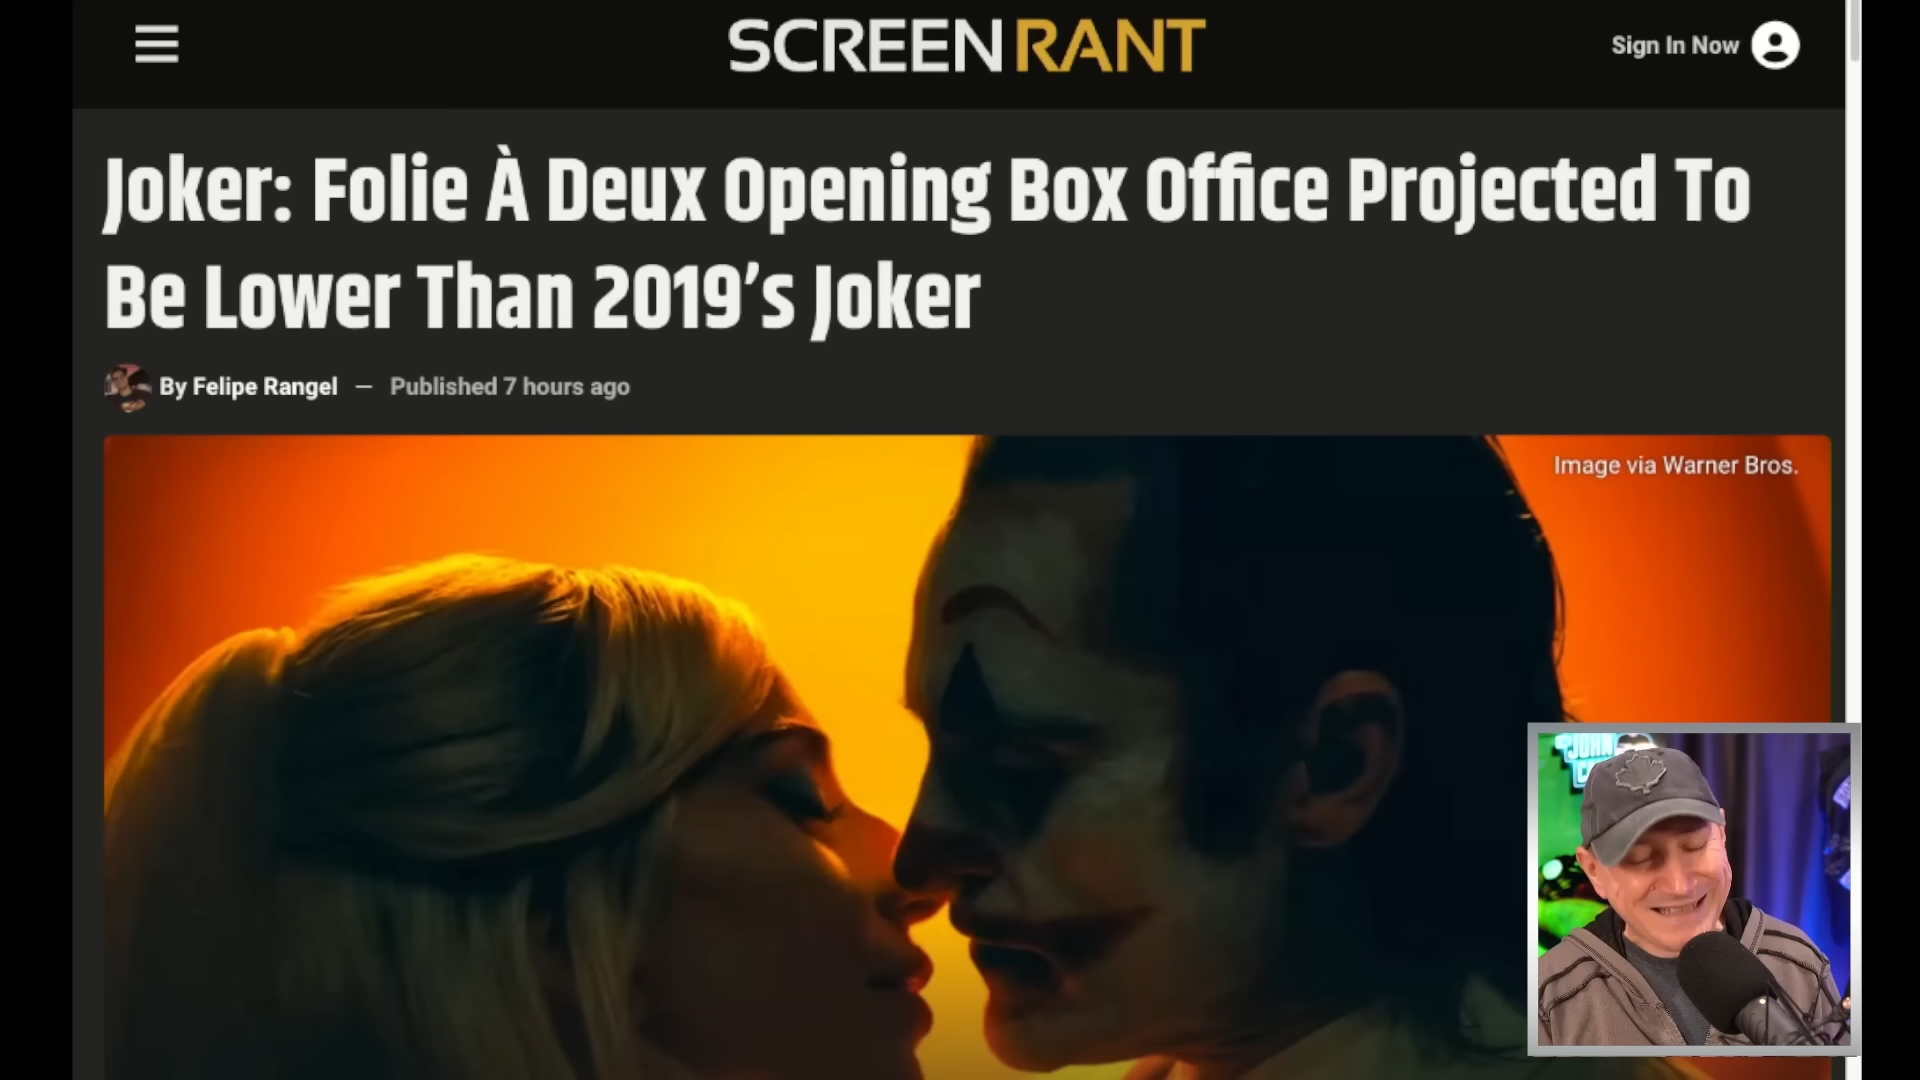 SCREENRANT
Sign In Now
Joker: Folie À Deux Opening Box Office Projected To
Be Lower Than 2019’s Joker
By Felipe Rangel — Published 7 hours ago
Image via Warner Bros.
JOHN